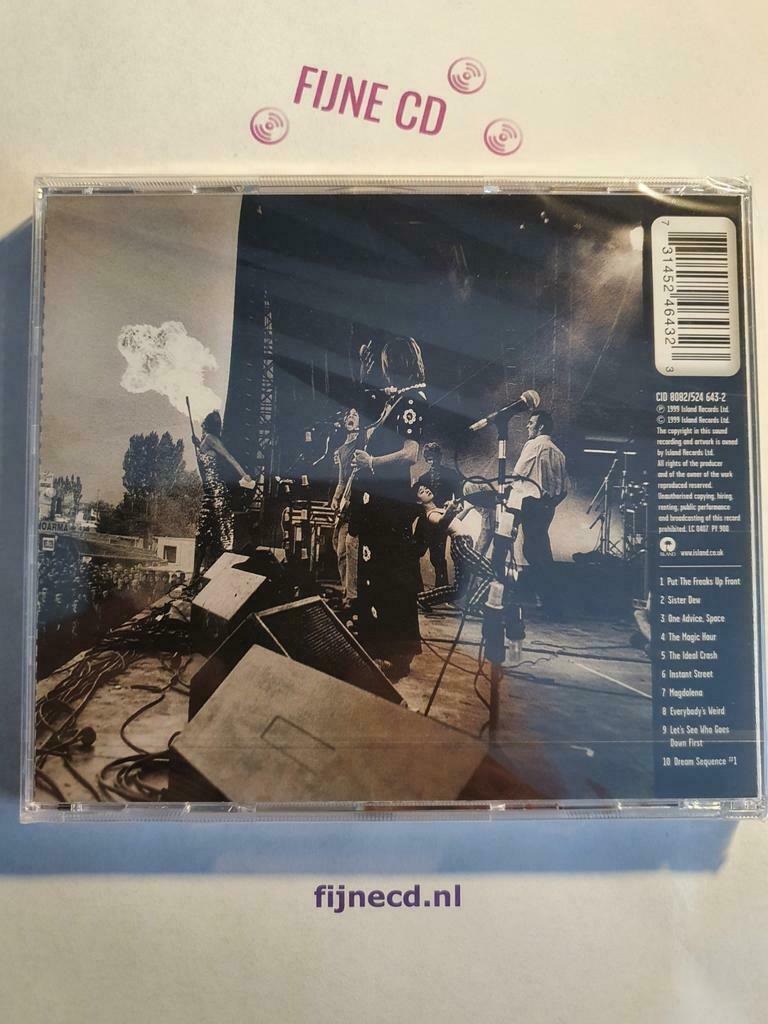 FIJNE CD
7 31452 46432 3
CID 8082/524 643-2
℗ 1999 Island Records Ltd.
© 1999 Island Records Ltd.
The copyright in this sound
recording and artwork is owned
by Island Records Ltd.
All rights of the producer
and of the owner of the work
reproduced reserved.
Unauthorised copying, hiring,
renting, public performance
and broadcasting of this record
prohibited. LC 0407 PY 900
ISLAND www.island.co.uk
1 Put The Freaks Up Front
2 Sister Dew
3 One Advice, Space
4 The Magic Hour
5 The Ideal Crash
6 Instant Street
7 Magdalena
8 Everybody's Weird
9 Let's See Who Goes
Down First
10 Dream Sequence #1
fijnecd.nl